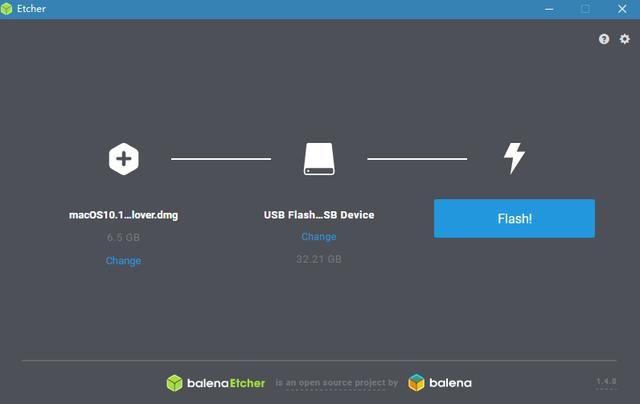 Etcher
macOS10.1...lover.dmg
6.5 GB
Change
USB Flash...SB Device
Change
32.21 GB
Flash!
balenaEtcher is an open source project by balena
1.4.8